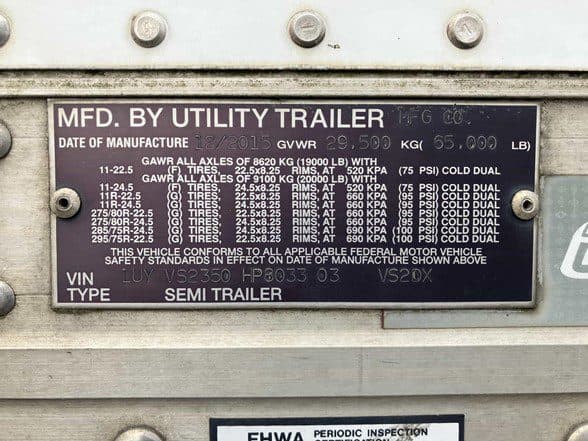 MFD. BY UTILITY TRAILER MFG CO.
DATE OF MANUFACTURE 12/2015 GVWR 29,500 KG( 65,000 LB)
GAWR ALL AXLES OF 8620 KG (19000 LB) WITH
11-22.5 (F) TIRES, 22.5x8.25 RIMS, AT 520 KPA (75 PSI) COLD DUAL
GAWR ALL AXLES OF 9100 KG (20000 LB) WITH
11-24.5 (F) TIRES, 24.5x8.25 RIMS, AT 520 KPA (75 PSI) COLD DUAL
11R-22.5 (G) TIRES, 22.5x8.25 RIMS, AT 660 KPA (95 PSI) COLD DUAL
11R-24.5 (G) TIRES, 24.5x8.25 RIMS, AT 660 KPA (95 PSI) COLD DUAL
275/80R-22.5 (G) TIRES, 22.5x8.25 RIMS, AT 660 KPA (95 PSI) COLD DUAL
275/80R-24.5 (G) TIRES, 24.5x8.25 RIMS, AT 660 KPA (95 PSI) COLD DUAL
285/75R-24.5 (G) TIRES, 24.5x8.25 RIMS, AT 690 KPA (100 PSI) COLD DUAL
295/75R-22.5 (G) TIRES, 22.5x8.25 RIMS, AT 690 KPA (100 PSI) COLD DUAL
THIS VEHICLE CONFORMS TO ALL APPLICABLE FEDERAL MOTOR VEHICLE
SAFETY STANDARDS IN EFFECT ON DATE OF MANUFACTURE SHOWN ABOVE
VIN 1UY VS2350 HP8033 03 VS2DX
TYPE SEMI TRAILER
FHWA PERIODIC INSPECTION